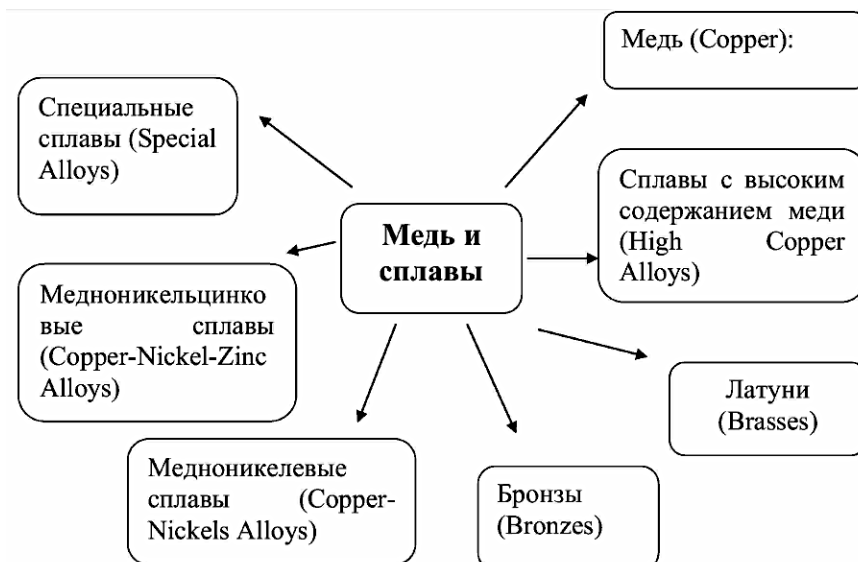 Медь (Copper):
Специальные
сплавы (Special
Alloys)
Сплавы с высоким
содержанием меди
(High Copper
Alloys)
Медь и
сплавы
Медноникельцинко
вые сплавы
(Copper-Nickel-Zinc
Alloys)
Латуни
(Brasses)
Медноникелевые
сплавы (Copper-
Nickels Alloys)
Бронзы
(Bronzes)